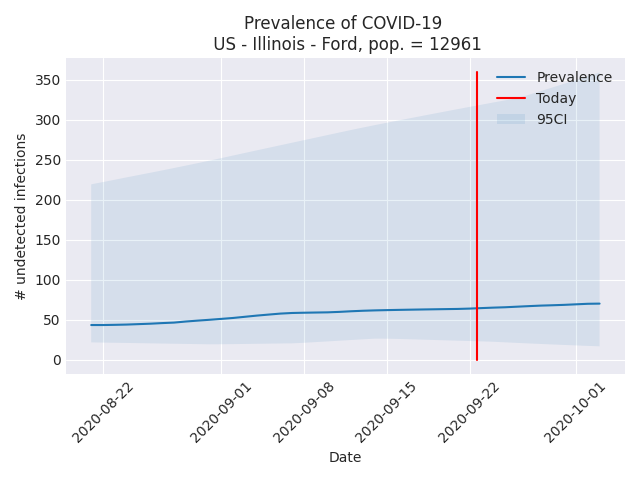 Prevalence of COVID-19
US - Illinois - Ford, pop. = 12961
Prevalence
Today
95CI
# undetected infections
350
300
250
200
150
100
50
0
2020-08-22
2020-09-01
2020-09-08
2020-09-15
2020-09-22
2020-10-01
Date